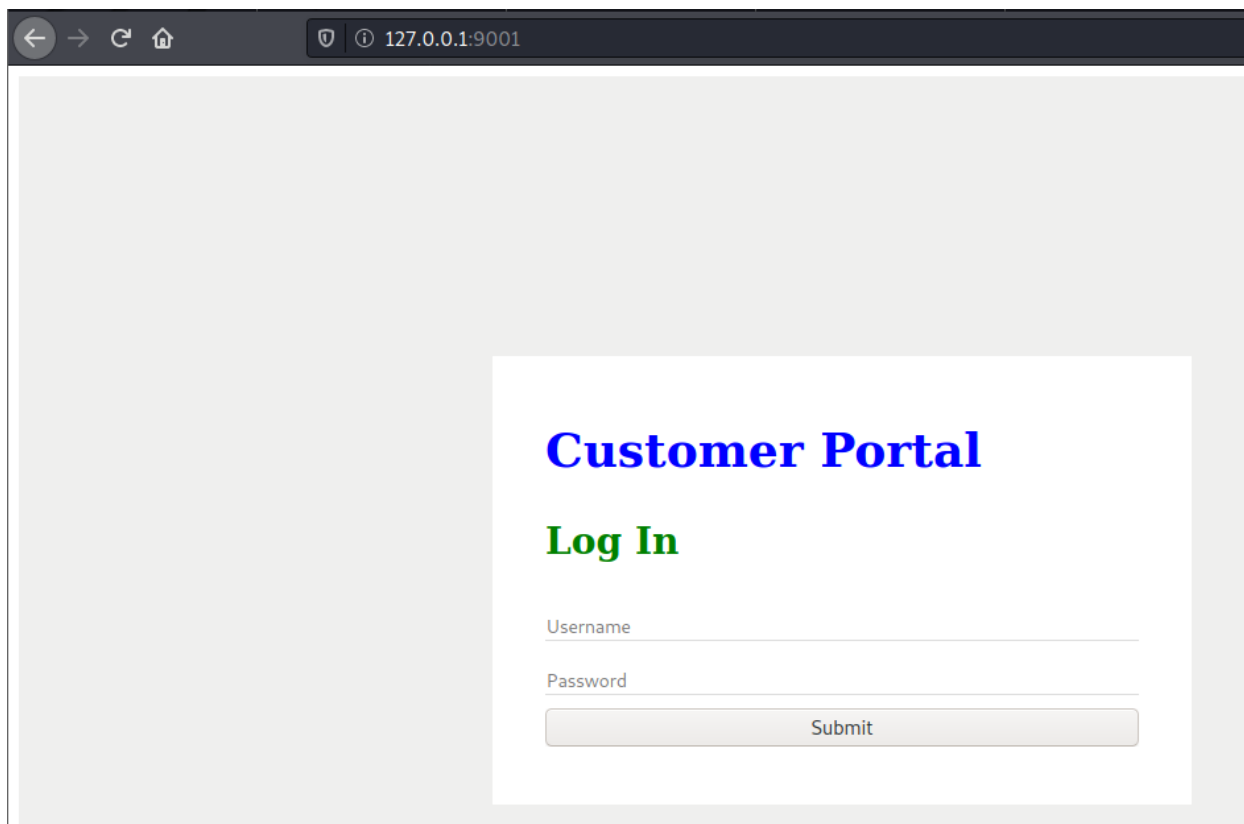 127.0.0.1:9001
Customer Portal
Log In
Username
Password
Submit